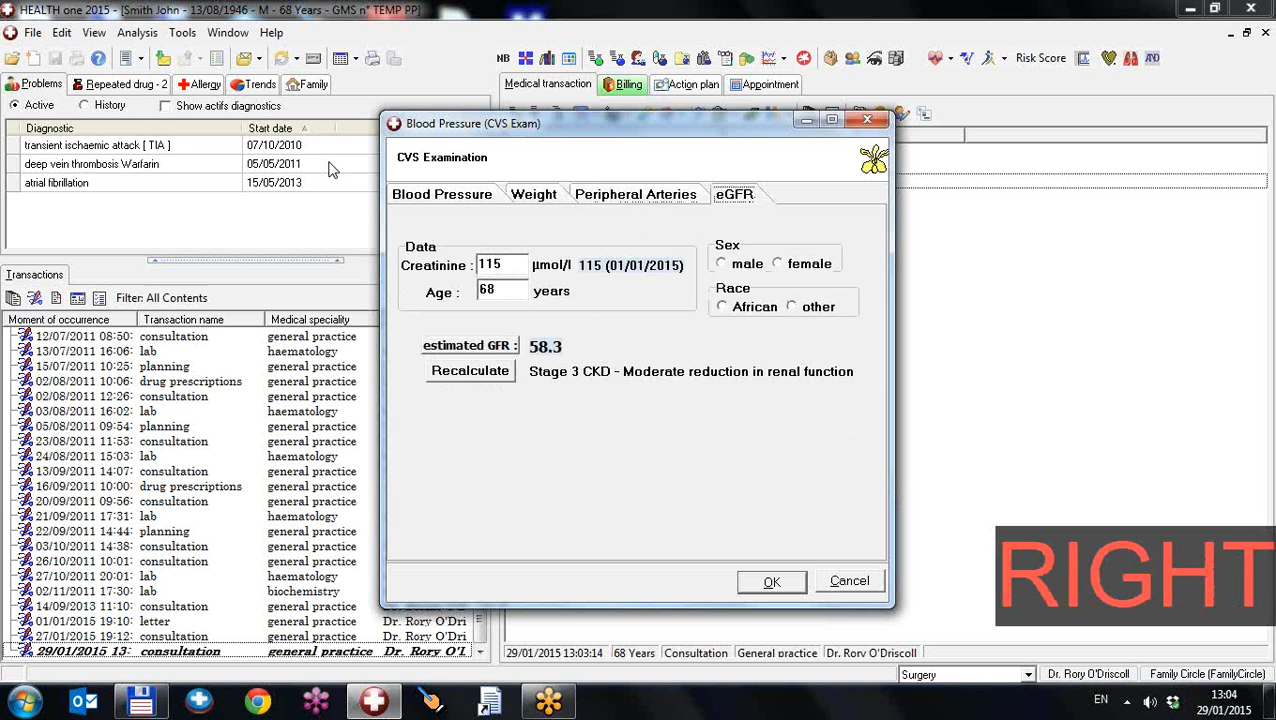 HEALTH one 2015 - [Smith John - 13/08/1946 - M - 68 Years - GMS n° TEMP PP]
File Edit View Analysis Tools Window Help
NB Risk Score AND
Problems Repeated drug - 2 Allergy Trends Family
Medical transaction Billing Action plan Appointment
Active History Show actifs diagnostics
Diagnostic Start date
transient ischaemic attack [ TIA ] 07/10/2010
deep vein thrombosis Warfarin 05/05/2011
atrial fibrillation 15/05/2013
Blood Pressure (CVS Exam)
CVS Examination
Blood Pressure Weight Peripheral Arteries eGFR
Data
Creatinine : 115 µmol/l 115 (01/01/2015)
Age : 68 years
Sex
male female
Race
African other
estimated GFR : 58.3
Recalculate Stage 3 CKD - Moderate reduction in renal function
OK Cancel
Transactions
Filter: All Contents
Moment of occurrence Transaction name Medical speciality
12/07/2011 08:50: consultation general practice
13/07/2011 16:06: lab haematology
15/07/2011 10:25: planning general practice
02/08/2011 10:06: drug prescriptions general practice
02/08/2011 12:26: consultation general practice
03/08/2011 16:02: lab haematology
05/08/2011 09:54: planning general practice
23/08/2011 11:53: consultation general practice
24/08/2011 15:03: lab haematology
13/09/2011 14:07: consultation general practice
16/09/2011 10:00: drug prescriptions general practice
20/09/2011 09:56: consultation general practice
21/09/2011 17:31: lab haematology
22/09/2011 14:44: planning general practice
03/10/2011 14:38: consultation general practice
26/10/2011 10:01: consultation general practice
27/10/2011 20:01: lab haematology
02/11/2011 17:30: lab biochemistry
14/09/2013 11:10: consultation general practice
01/01/2015 19:10: letter general practice Dr. Rory O'Dri
27/01/2015 19:12: consultation general practice Dr. Rory O'Dri
29/01/2015 13: consultation general practice Dr. Rory O'I
RIGHT
29/01/2015 13:03:14 68 Years Consultation General practice Dr. Rory O'Driscoll
Surgery Dr. Rory O'Driscoll Family Circle (FamilyCircle)
EN 13:04
29/01/2015